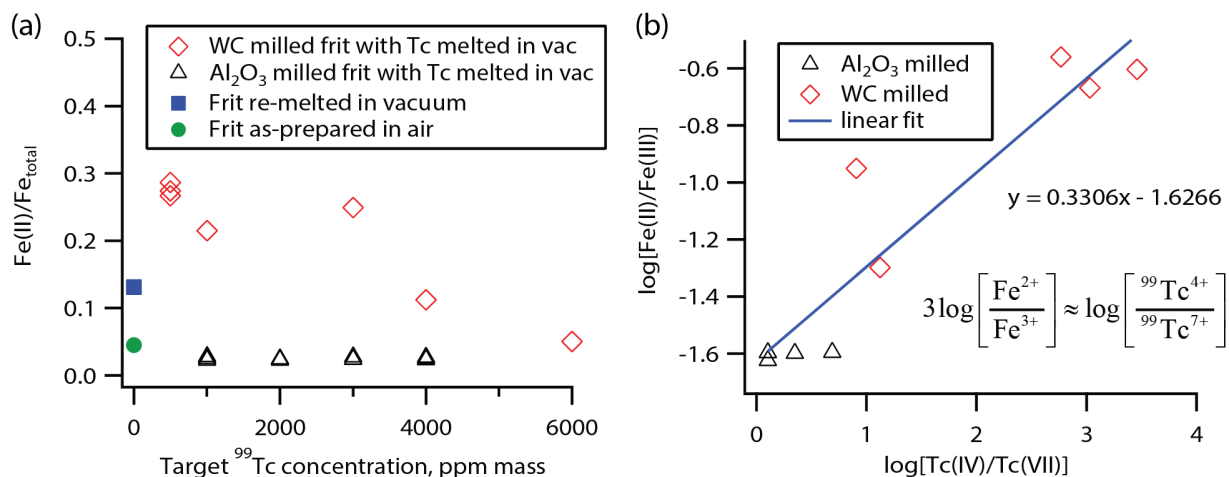 (a)
0.5
0.4
0.3
0.2
0.1
0.0
Fe(II)/Fe_total
WC milled frit with Tc melted in vac
Al₂O₃ milled frit with Tc melted in vac
Frit re-melted in vacuum
Frit as-prepared in air
0 2000 4000 6000
Target ⁹⁹Tc concentration, ppm mass
(b)
-0.6
-0.8
-1.0
-1.2
-1.4
-1.6
log[Fe(II)/Fe(III)]
Al₂O₃ milled
WC milled
linear fit
y = 0.3306x - 1.6266
3log[Fe²⁺/Fe³⁺] ≈ log[⁹⁹Tc⁴⁺/⁹⁹Tc⁷⁺]
0 1 2 3 4
log[Tc(IV)/Tc(VII)]